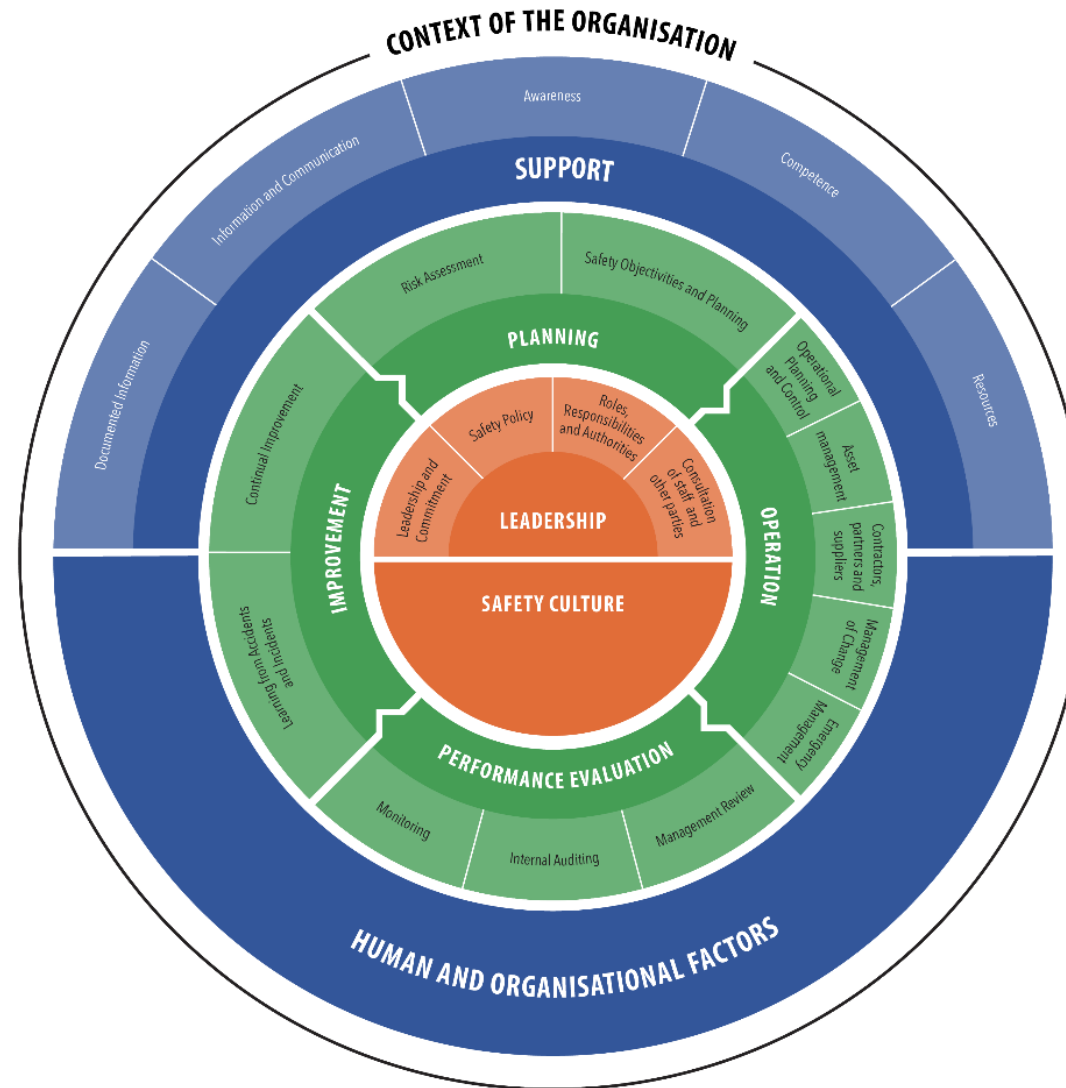 CONTEXT OF THE ORGANISATION
Documented Information
Information and Communication
Awareness
Competence
Resources
SUPPORT
Risk Assessment
Safety Objectivities and Planning
PLANNING
Operational
Planning
and Control
Asset
management
Contractors,
partners and
suppliers
Management
of Change
Emergency
Management
OPERATION
Continual Improvement
Learning from Accidents
and Incidents
IMPROVEMENT
Leadership and
Commitment
Safety Policy
Roles,
Responsibilities
and Authorities
Consultation
of staff and
other parties
LEADERSHIP
SAFETY CULTURE
PERFORMANCE EVALUATION
Monitoring
Internal Auditing
Management Review
HUMAN AND ORGANISATIONAL FACTORS